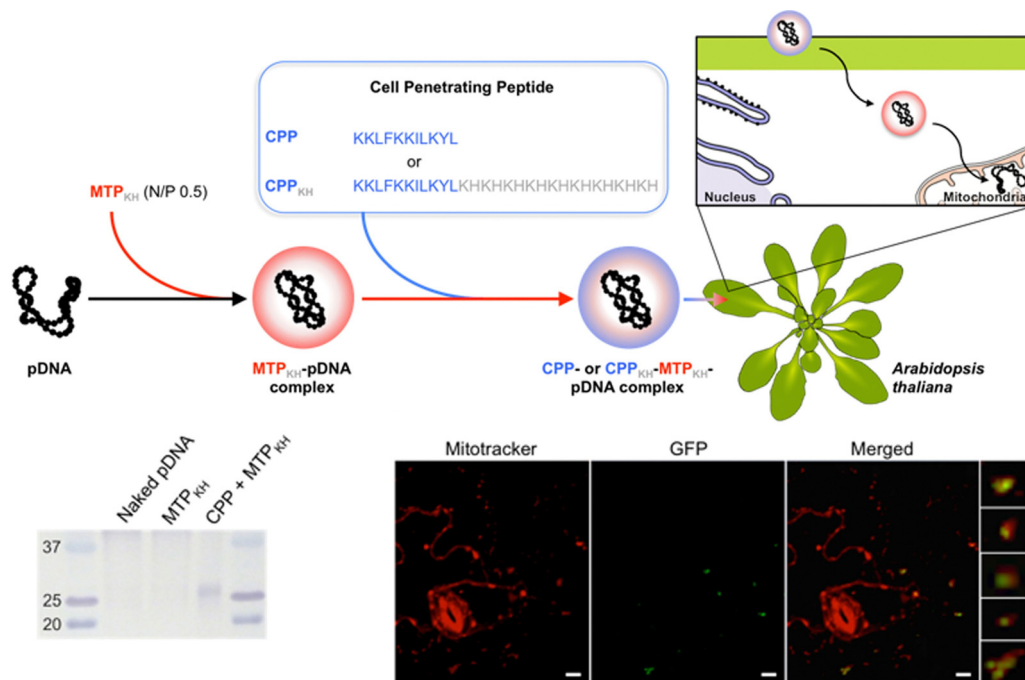 Cell Penetrating Peptide
CPP KKLFKKILKYL
or
CPPKH KKLFKKILKYLKHKHKHKHKHKHKHKHKH
MTPKH (N/P 0.5)
Nucleus
Mitochondria
pDNA
MTPKH-pDNA
complex
CPP- or CPPKH-MTPKH-
pDNA complex
Arabidopsis
thaliana
Naked pDNA
MTPKH
CPP + MTPKH
37
25
20
Mitotracker
GFP
Merged